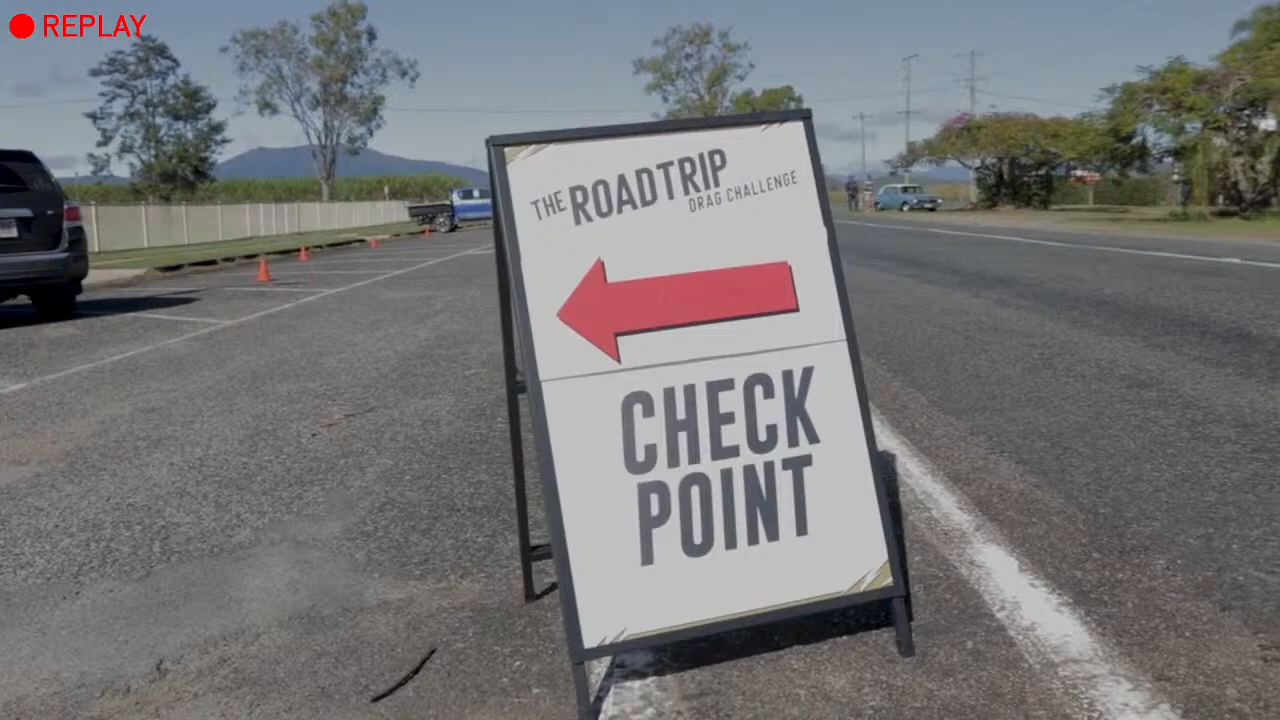 REPLAY
THE ROADTRIP
DRAG CHALLENGE
CHECK
POINT